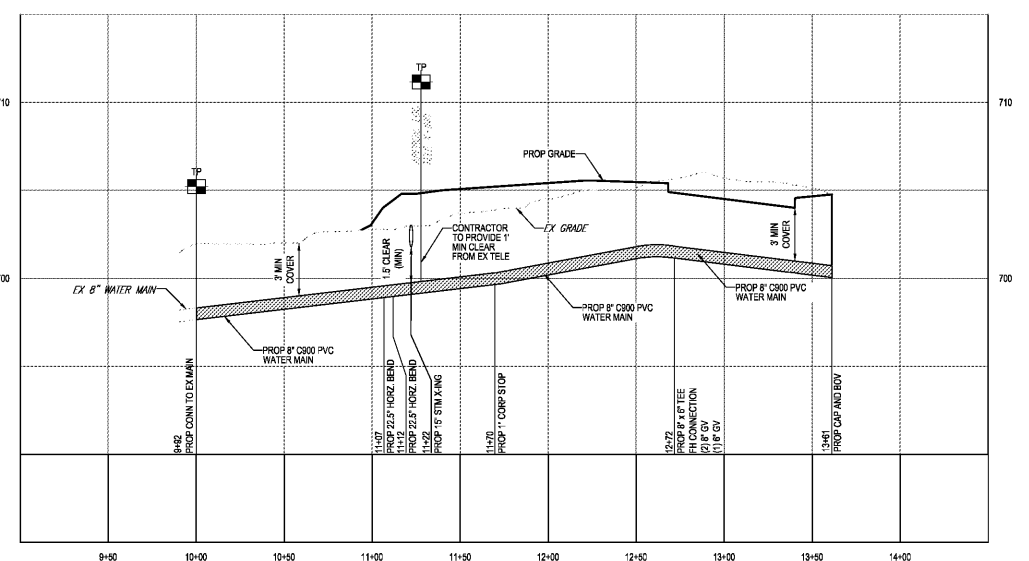 710
710
TP
TP
PROP GRADE
CONTRACTOR
TO PROVIDE 1'
MIN CLEAR
FROM EX TELE
EX GRADE
1.5' CLEAR
(MIN)
3' MIN
COVER
3' MIN
COVER
700
700
EX 8" WATER MAIN
PROP 8" C900 PVC
WATER MAIN
PROP 8" C900 PVC
WATER MAIN
PROP 8" C900 PVC
WATER MAIN
9+92
PROP CONN TO EX MAIN
11+07
PROP 22.5° HORZ. BEND
11+12
PROP 22.5° HORZ. BEND
11+22
PROP 15" STM X-ING
11+70
PROP 1" CORP STOP
12+72
PROP 8" x 6" TEE
FH CONNECTION
(2) 8" GV
(1) 6" GV
13+61
PROP CAP AND BOV
9+50
10+00
10+50
11+00
11+50
12+00
12+50
13+00
13+50
14+00